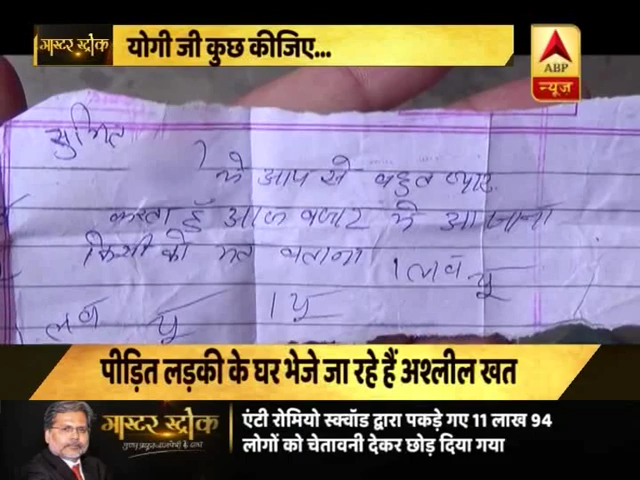 मास्टर स्ट्रोक
योगी जी कुछ कीजिए...
ABP
न्यूज़
सुमित
मे आप से बहुत प्यार
करता हूँ आज बजार मे आ जाना
किसी को मत बताना
। लव यू
। लव यू । यू
पीड़ित लड़की के घर भेजे जा रहे हैं अश्लील खत
मास्टर स्ट्रोक
एंटी रोमियो स्क्वॉड द्वारा पकड़े गए 11 लाख 94
लोगों को चेतावनी देकर छोड़ दिया गया